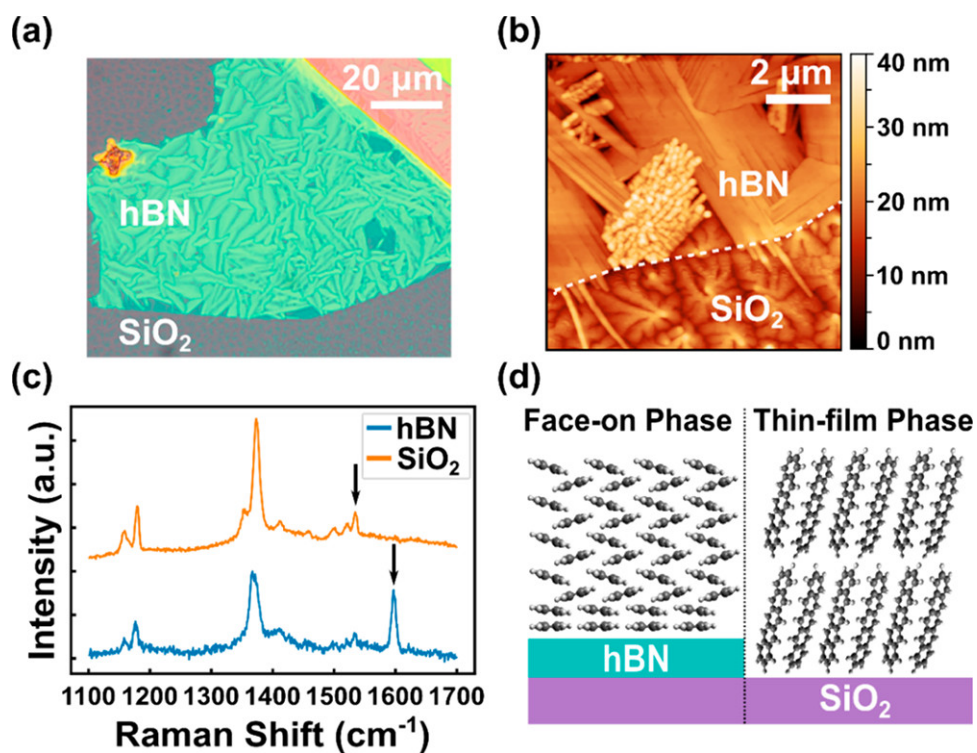 (a)
20 μm
hBN
SiO₂
(b)
2 μm
hBN
SiO₂
40 nm
30 nm
20 nm
10 nm
0 nm
(c)
hBN
SiO₂
Intensity (a.u.)
1100 1200 1300 1400 1500 1600 1700
Raman Shift (cm⁻¹)
(d)
Face-on Phase
Thin-film Phase
hBN
SiO₂